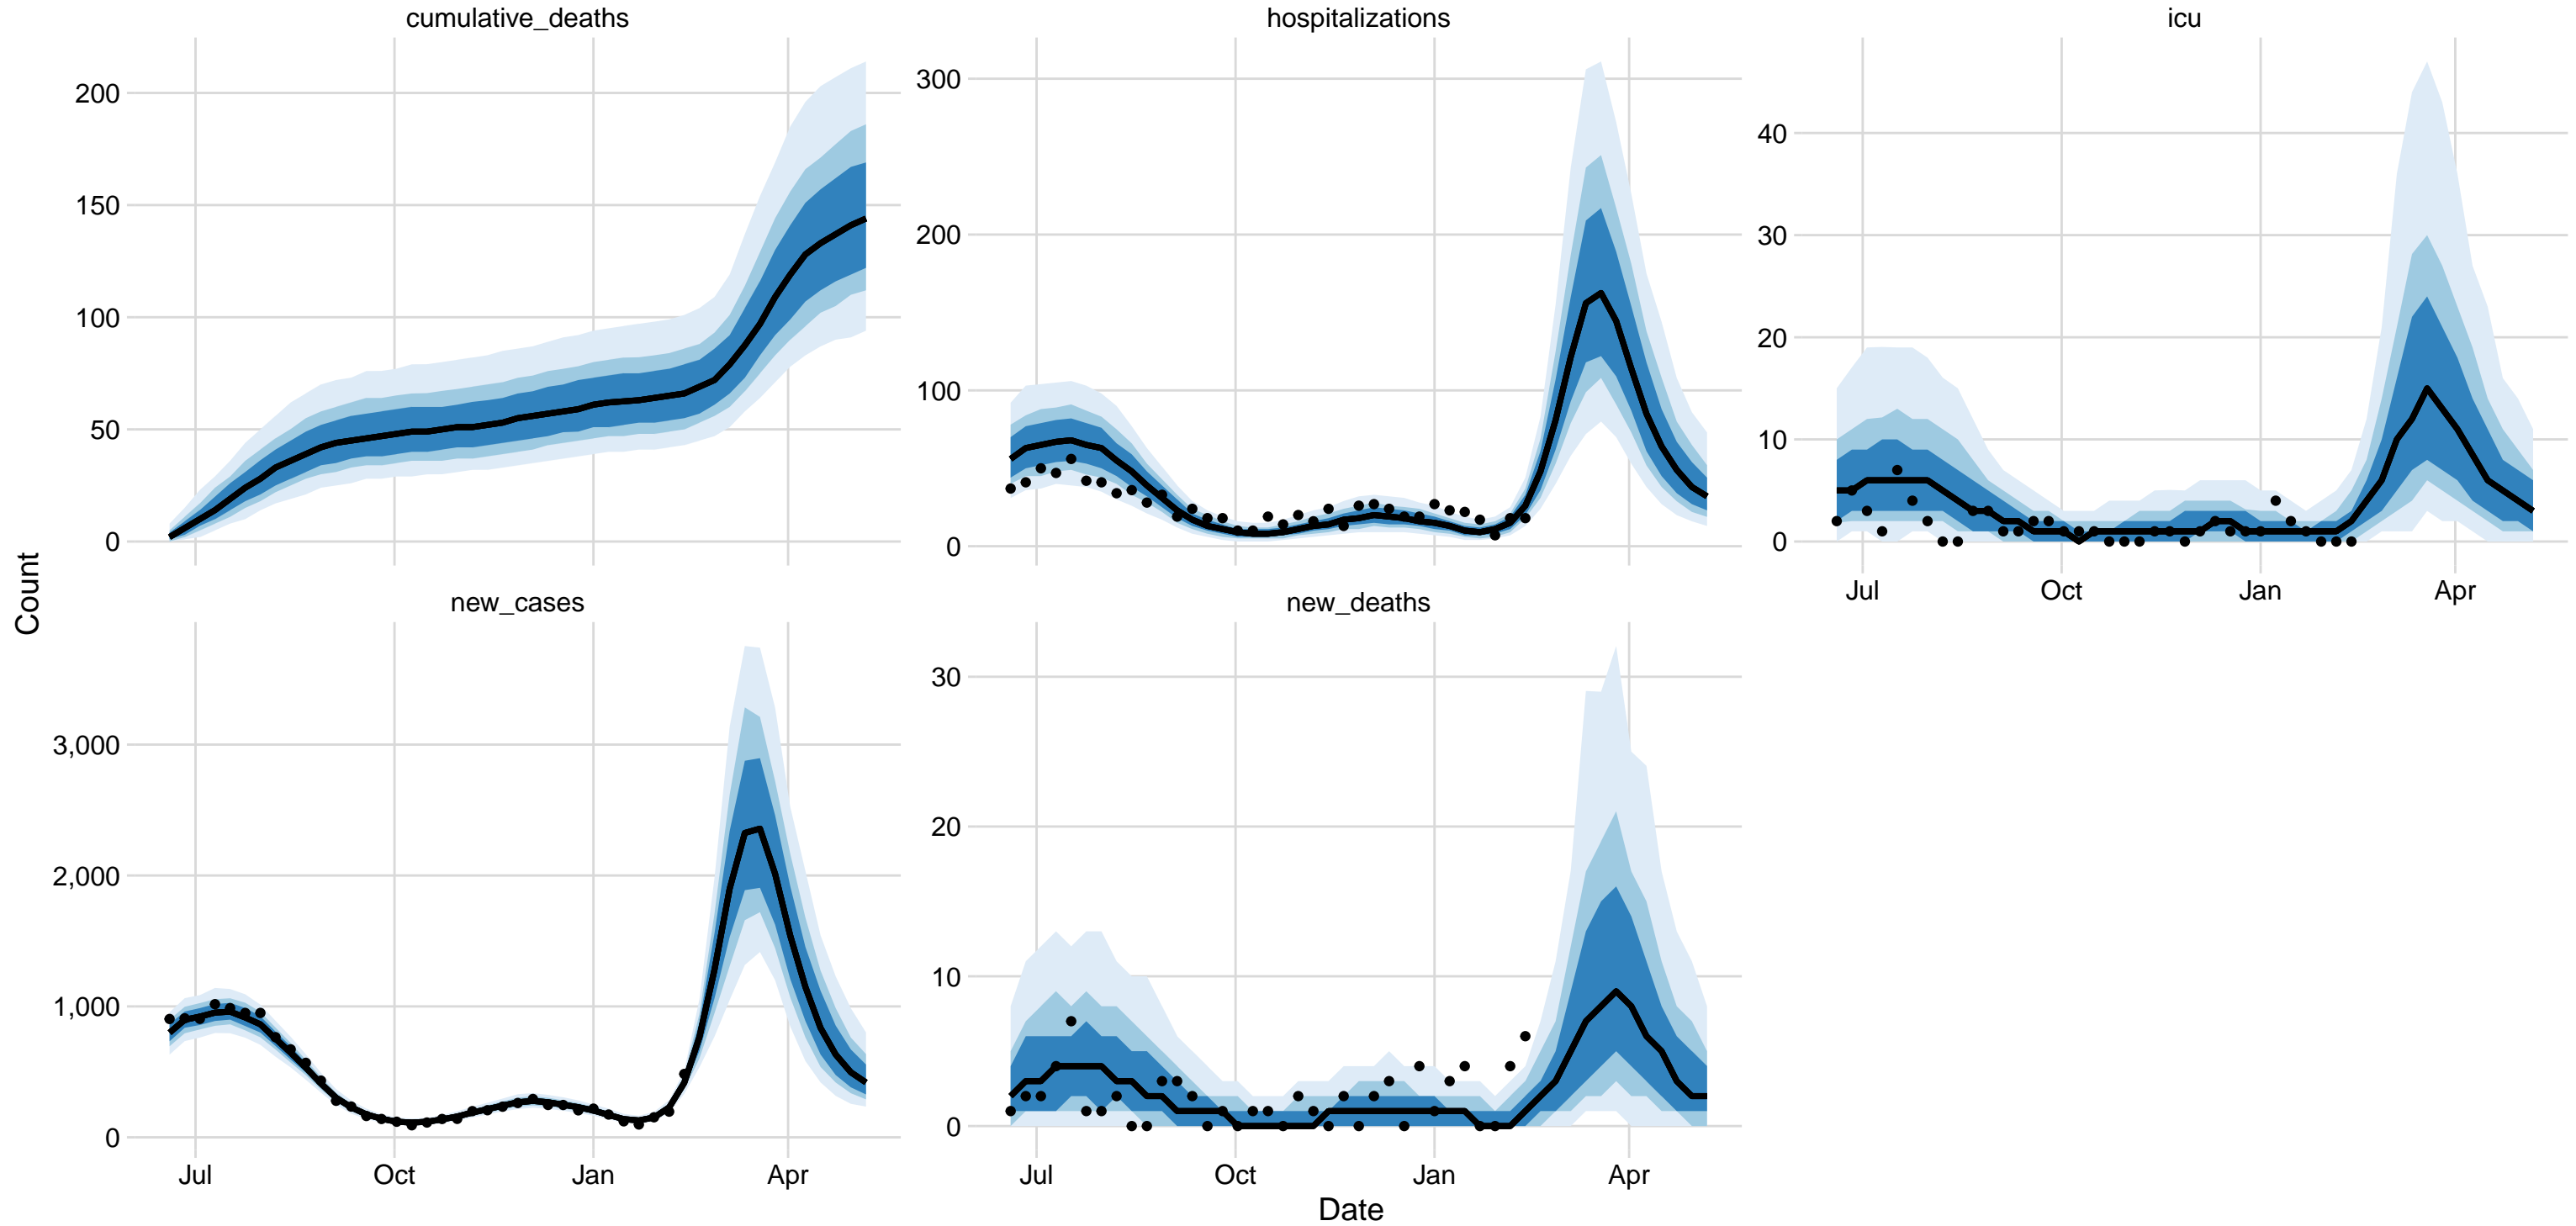 cumulative_deaths
200
150
100
50
0
hospitalizations
300
200
100
0
icu
40
30
20
10
0
Jul Oct Jan Apr
Count
new_cases
3,000
2,000
1,000
0
Jul Oct Jan Apr
new_deaths
30
20
10
0
Jul Oct Jan Apr
Date